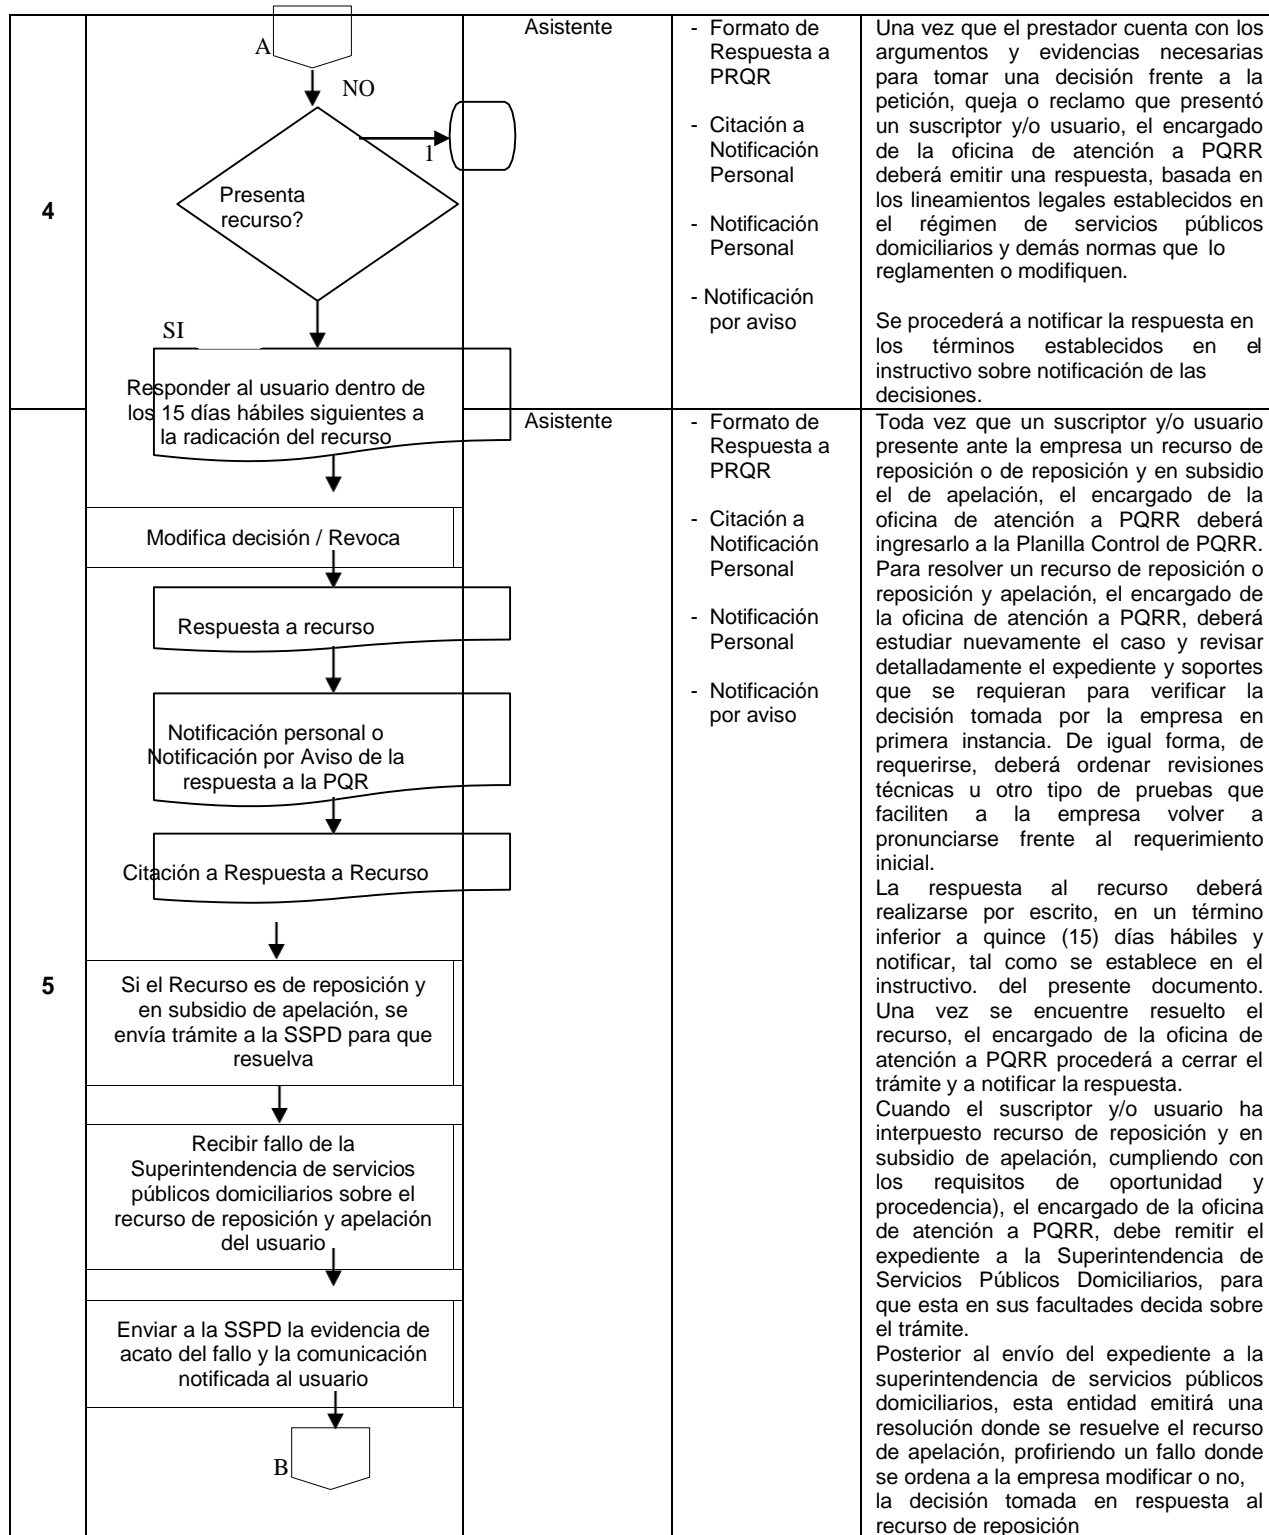 A
NO
1
Presenta
recurso?
SI
4
Asistente
- Formato de
Respuesta a
PRQR
- Citación a
Notificación
Personal
- Notificación
Personal
- Notificación
por aviso
Una vez que el prestador cuenta con los
argumentos y evidencias necesarias
para tomar una decisión frente a la
petición, queja o reclamo que presentó
un suscriptor y/o usuario, el encargado
de la oficina de atención a PQRR
deberá emitir una respuesta, basada en
los lineamientos legales establecidos en
el régimen de servicios públicos
domiciliarios y demás normas que lo
reglamenten o modifiquen.
Se procederá a notificar la respuesta en
los términos establecidos en el
instructivo sobre notificación de las
decisiones.
Responder al usuario dentro de
los 15 días hábiles siguientes a
la radicación del recurso
Modifica decisión / Revoca
Respuesta a recurso
Notificación personal o
Notificación por Aviso de la
respuesta a la PQR
Citación a Respuesta a Recurso
5
Si el Recurso es de reposición y
en subsidio de apelación, se
envía trámite a la SSPD para que
resuelva
Recibir fallo de la
Superintendencia de servicios
públicos domiciliarios sobre el
recurso de reposición y apelación
del usuario
Enviar a la SSPD la evidencia de
acato del fallo y la comunicación
notificada al usuario
B
Asistente
- Formato de
Respuesta a
PRQR
- Citación a
Notificación
Personal
- Notificación
Personal
- Notificación
por aviso
Toda vez que un suscriptor y/o usuario
presente ante la empresa un recurso de
reposición o de reposición y en subsidio
el de apelación, el encargado de la
oficina de atención a PQRR deberá
ingresarlo a la Planilla Control de PQRR.
Para resolver un recurso de reposición o
reposición y apelación, el encargado de
la oficina de atención a PQRR, deberá
estudiar nuevamente el caso y revisar
detalladamente el expediente y soportes
que se requieran para verificar la
decisión tomada por la empresa en
primera instancia. De igual forma, de
requerirse, deberá ordenar revisiones
técnicas u otro tipo de pruebas que
faciliten a la empresa volver a
pronunciarse frente al requerimiento
inicial.
La respuesta al recurso deberá
realizarse por escrito, en un término
inferior a quince (15) días hábiles y
notificar, tal como se establece en el
instructivo. del presente documento.
Una vez se encuentre resuelto el
recurso, el encargado de la oficina de
atención a PQRR procederá a cerrar el
trámite y a notificar la respuesta.
Cuando el suscriptor y/o usuario ha
interpuesto recurso de reposición y en
subsidio de apelación, cumpliendo con
los requisitos de oportunidad y
procedencia), el encargado de la oficina
de atención a PQRR, debe remitir el
expediente a la Superintendencia de
Servicios Públicos Domiciliarios, para
que esta en sus facultades decida sobre
el trámite.
Posterior al envío del expediente a la
superintendencia de servicios públicos
domiciliarios, esta entidad emitirá una
resolución donde se resuelve el recurso
de apelación, profiriendo un fallo donde
se ordena a la empresa modificar o no,
la decisión tomada en respuesta al
recurso de reposición